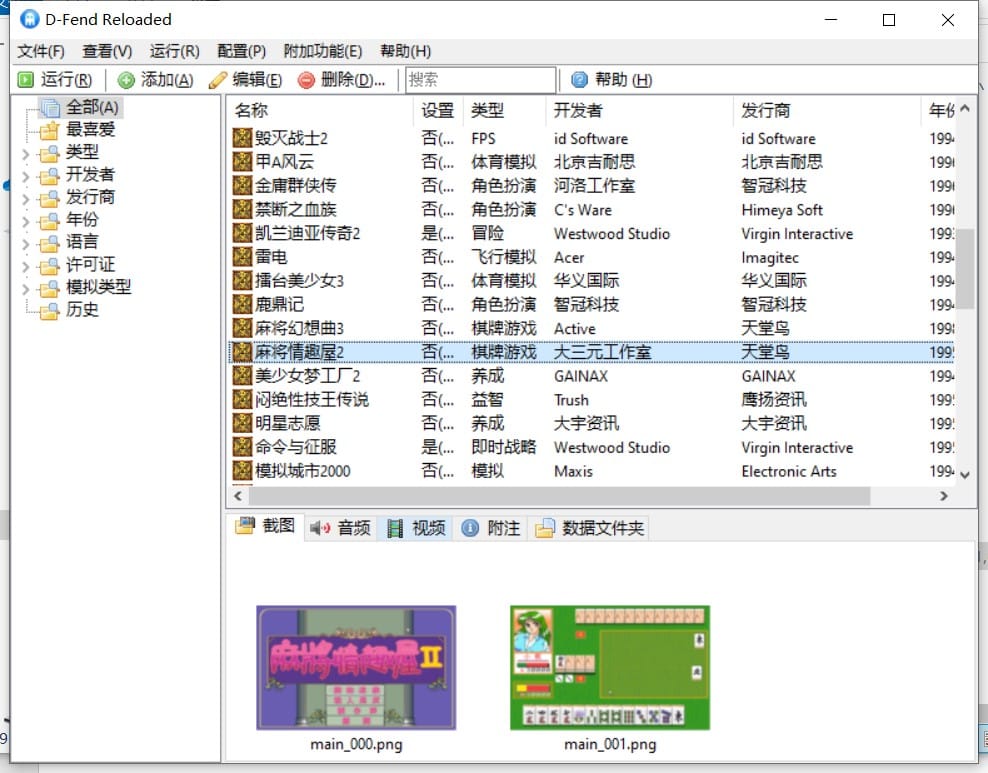 D-Fend Reloaded
文件(F) 查看(V) 运行(R) 配置(P) 附加功能(E) 帮助(H)
运行(R) 添加(A) 编辑(E) 删除(D)... 搜索 帮助 (H)
全部(A)
最喜爱
类型
开发者
发行商
年份
语言
许可证
模拟类型
历史
名称 设置 类型 开发者 发行商 年份
毁灭战士2 否(... FPS id Software id Software 1994
甲A风云 否(... 体育模拟 北京吉耐思 北京吉耐思 1996
金庸群侠传 否(... 角色扮演 河洛工作室 智冠科技 1996
禁断之血族 否(... 角色扮演 C's Ware Himeya Soft 1996
凯兰迪亚传奇2 是(... 冒险 Westwood Studio Virgin Interactive 199
雷电 否(... 飞行模拟 Acer Imagitec 1994
擂台美少女3 否(... 体育模拟 华义国际 华义国际 1994
鹿鼎记 否(... 角色扮演 智冠科技 智冠科技 1994
麻将幻想曲3 否(... 棋牌游戏 Active 天堂鸟 1998
麻将情趣屋2 否(... 棋牌游戏 大三元工作室 天堂鸟 199
美少女梦工厂2 否(... 养成 GAINAX GAINAX 1994
闷绝性技王传说 否(... 益智 Trush 鹰扬资讯 199
明星志愿 否(... 养成 大宇资讯 大宇资讯 199
命令与征服 是(... 即时战略 Westwood Studio Virgin Interactive 199
模拟城市2000 否(... 模拟 Maxis Electronic Arts 1994
截图 音频 视频 附注 数据文件夹
麻将情趣屋II
main_000.png main_001.png